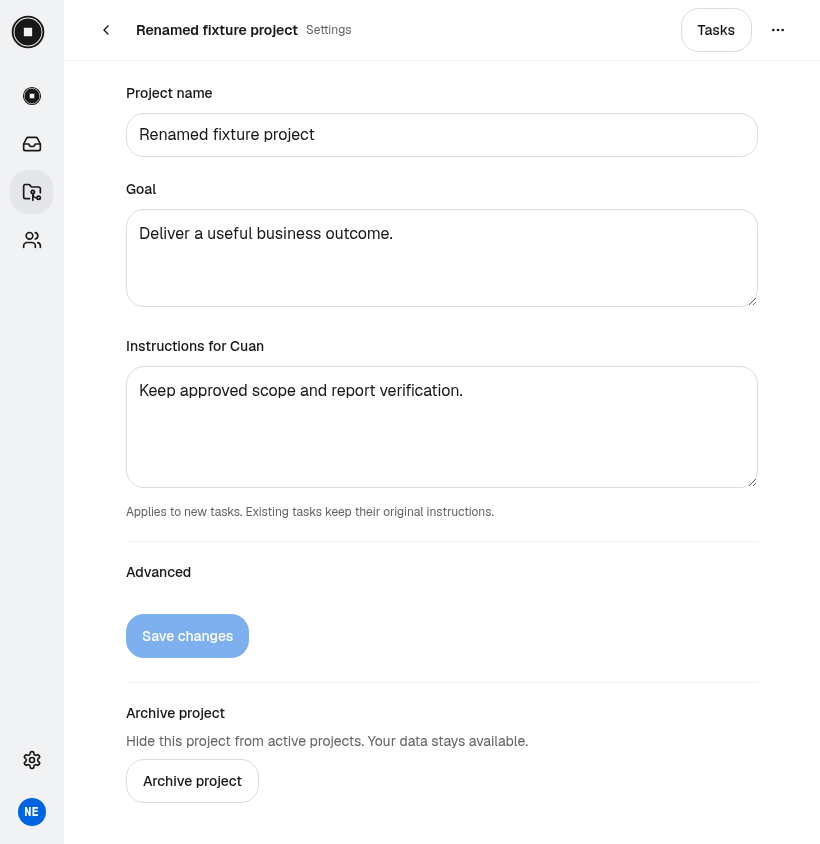 Renamed fixture project Settings
Tasks
Project name
Renamed fixture project
Goal
Deliver a useful business outcome.
Instructions for Cuan
Keep approved scope and report verification.
Applies to new tasks. Existing tasks keep their original instructions.
Advanced
Save changes
Archive project
Hide this project from active projects. Your data stays available.
Archive project
NE